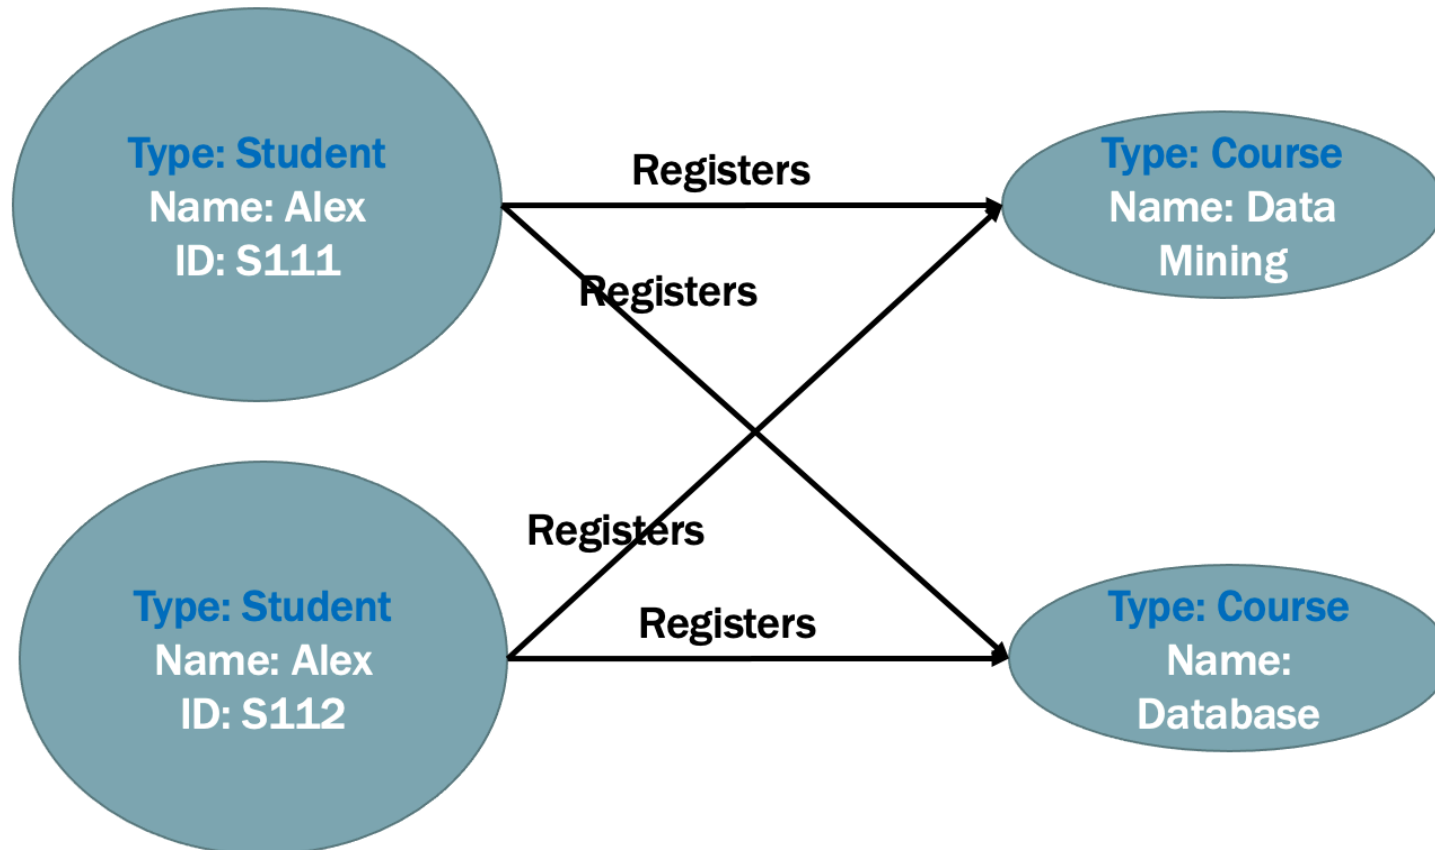 Type: Student
Name: Alex
ID: S111
Registers
Registers
Type: Course
Name: Data
Mining
Type: Student
Name: Alex
ID: S112
Registers
Registers
Type: Course
Name:
Database